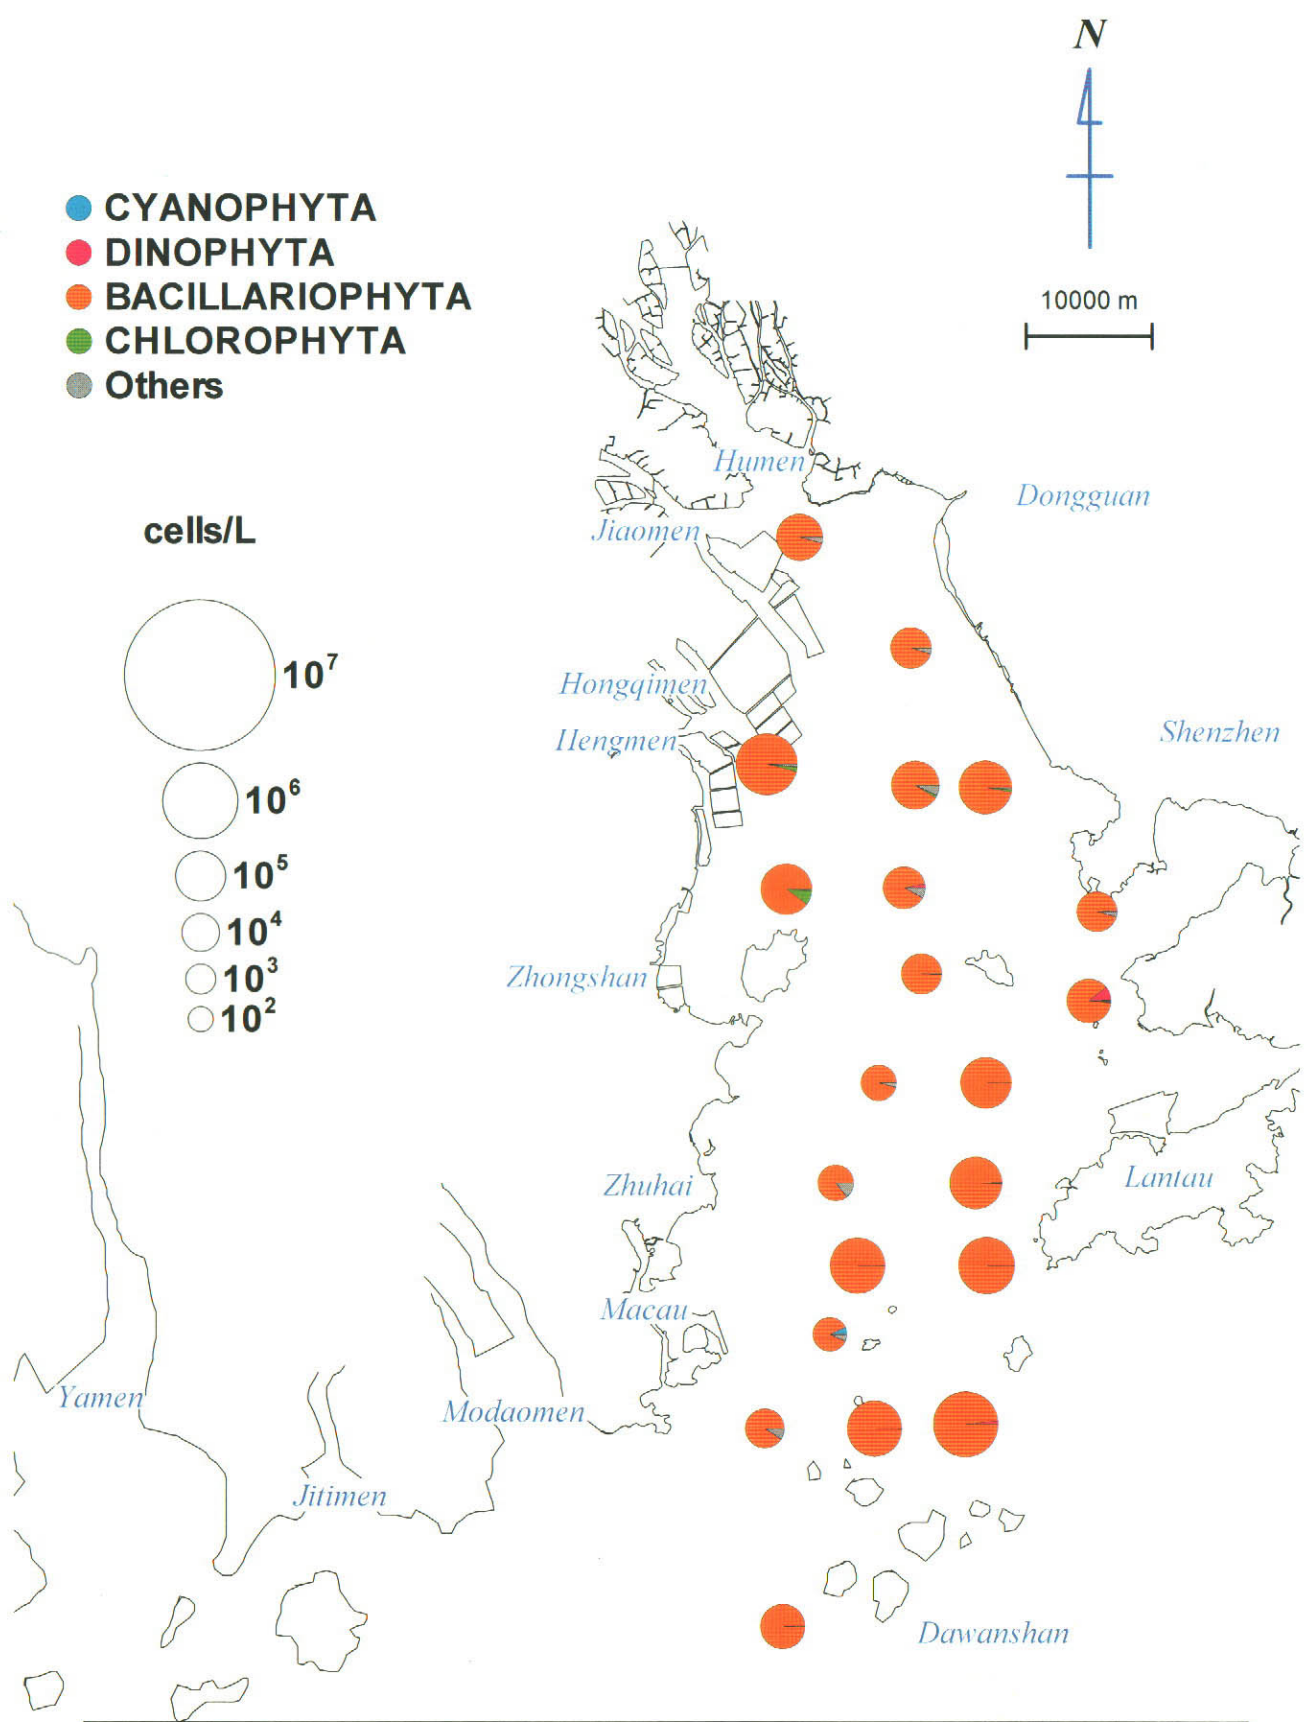 N
CYANOPHYTA
DINOPHYTA
BACILLARIOPHYTA
CHLOROPHYTA
Others
10000 m
Humen
Dongguan
cells/L
Jiaomen
10⁷
Hongqimen
Hengmen
Shenzhen
10⁶
10⁵
10⁴
10³
Zhongshan
10²
Zhuhai
Lantau
Macau
Yamen
Modaomen
Jitimen
Dawanshan